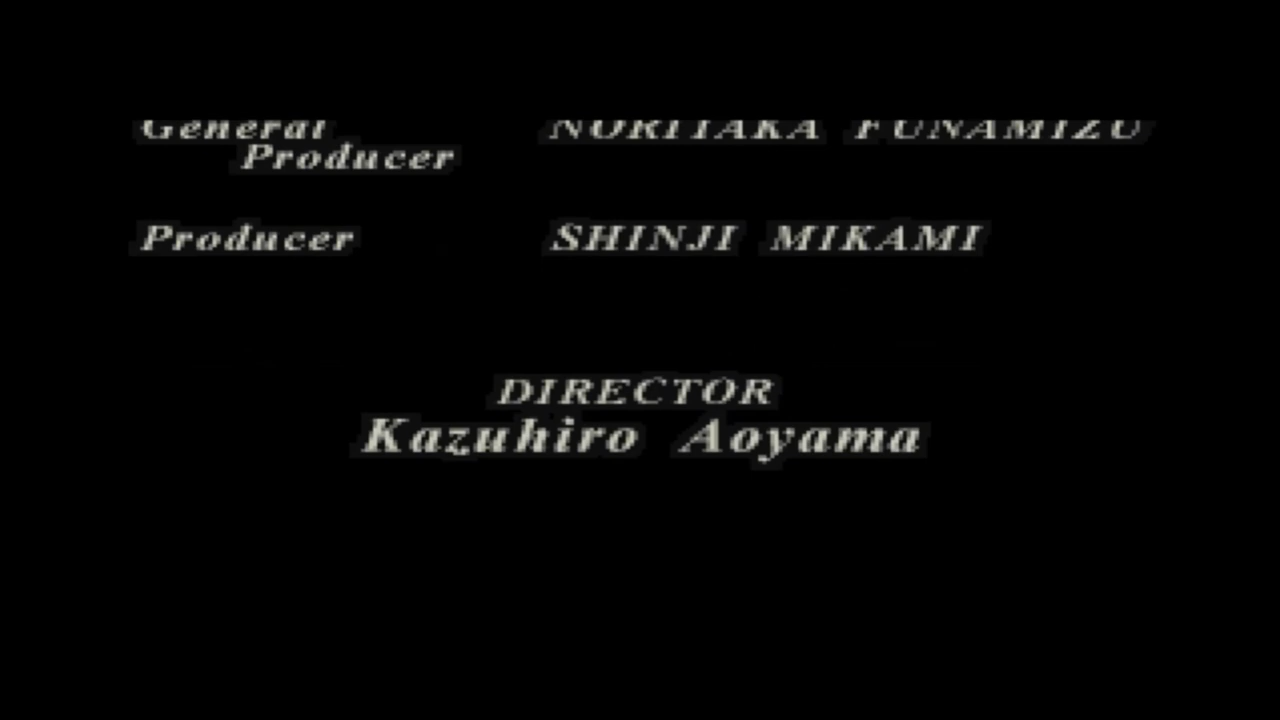 General NORITAKA FUNAMIZU
Producer
Producer SHINJI MIKAMI
DIRECTOR
Kazuhiro Aoyama